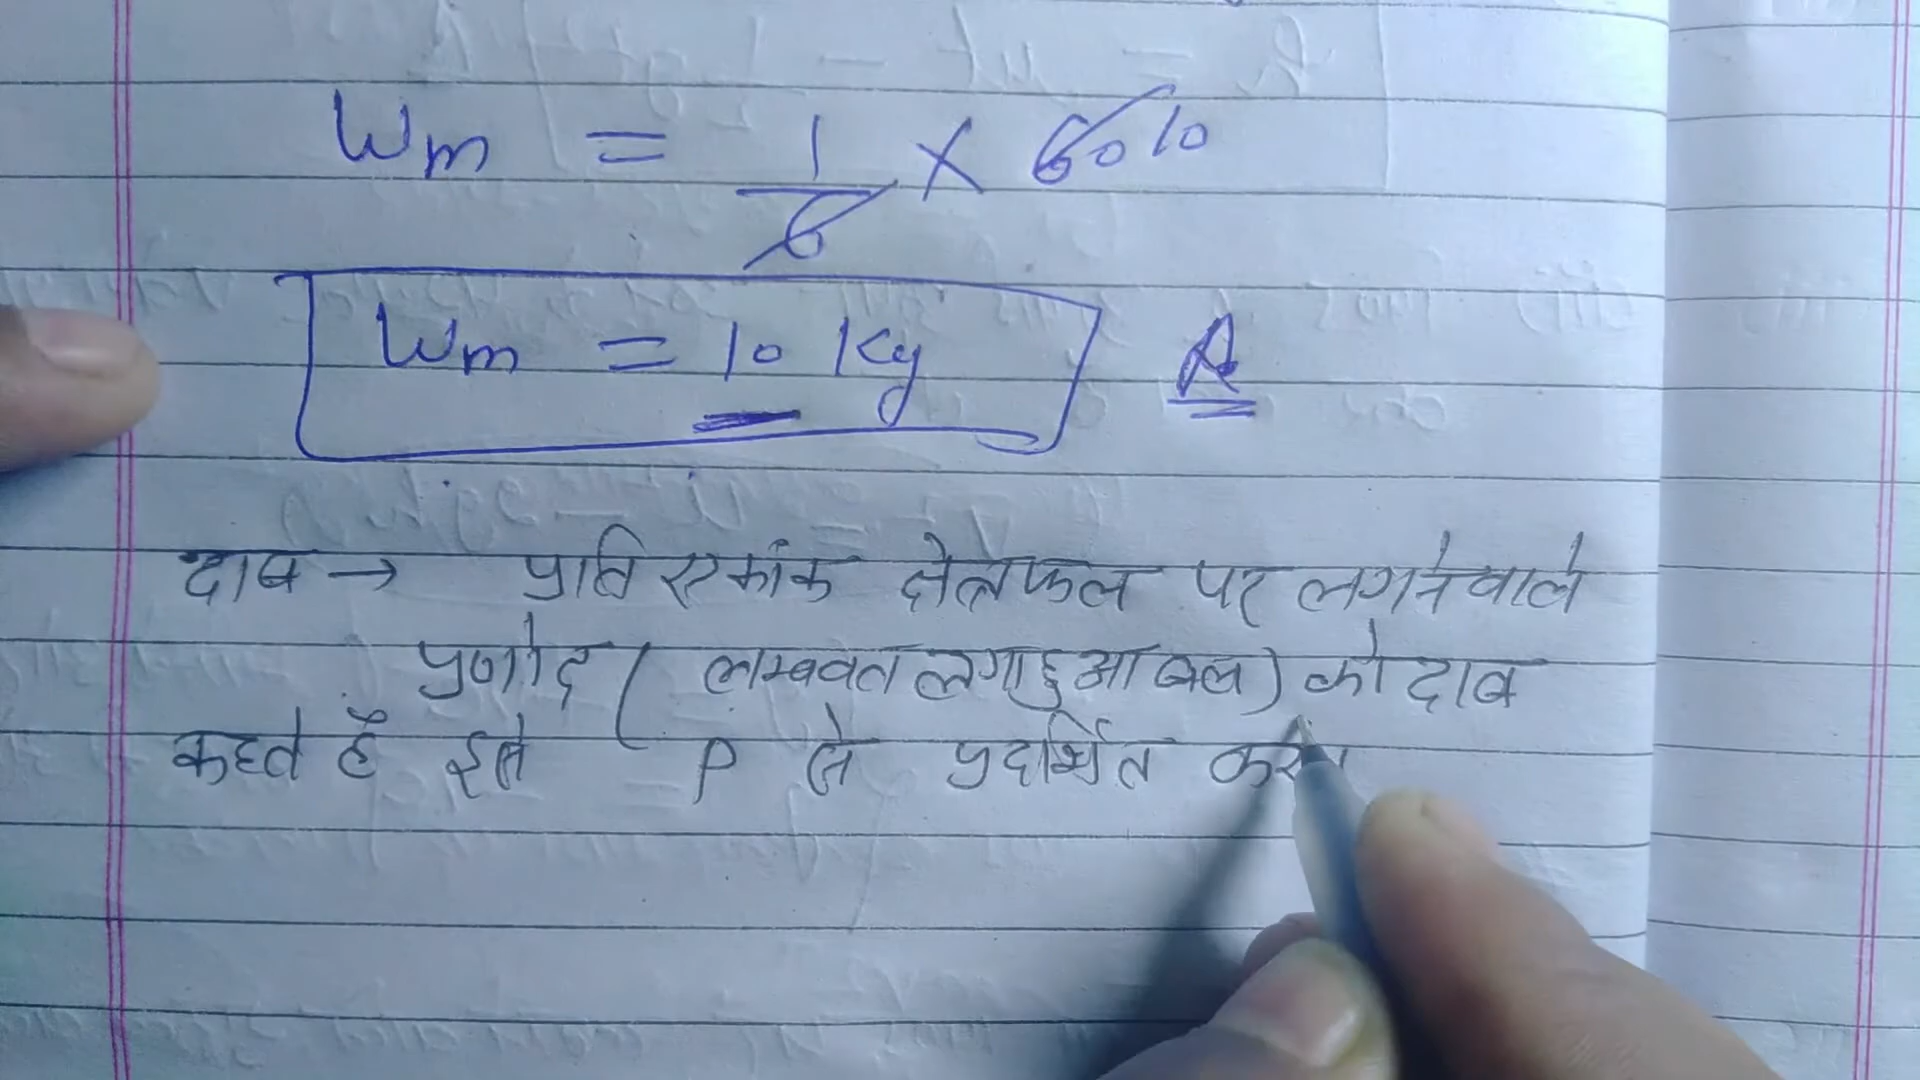 Wm = 1/6 × 60 10
Wm = 10 Kg A
दाब → प्रति एकांक क्षेत्रफल पर लगने वाले
प्रणोद ( लम्बवत लगा हुआ बल ) को दाब
कहते हैं इसे P से प्रदर्शित